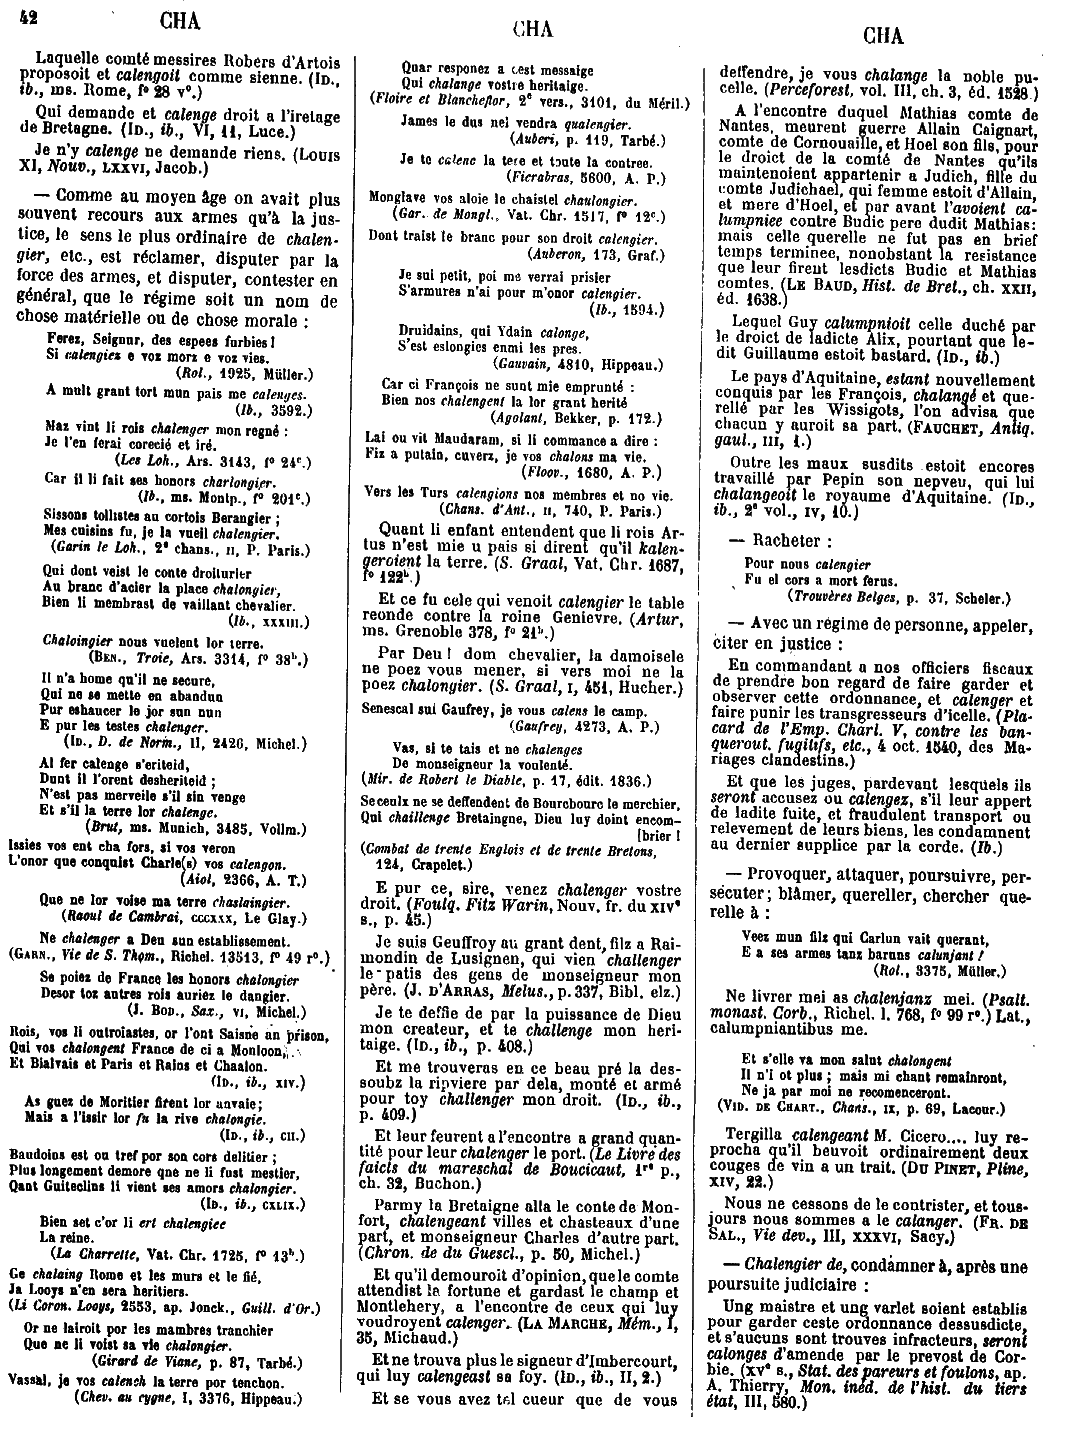 42 CHA
CHA
CHA
Laquelle comté messires Robers d'Artois
proposoit et calengoit comme sienne. (ID.,
ib., ms. Rome, fº 28 vº.)
Qui demande et calenge droit a l'iretage
de Bretagne. (ID., ib., VI, 11, Luce.)
Je n'y calenge ne demande riens. (LOUIS
XI, Nouv., LXXVI, Jacob.)
— Comme au moyen âge on avait plus
souvent recours aux armes qu'à la jus-
tice, le sens le plus ordinaire de chalen-
gier, etc., est réclamer, disputer par la
force des armes, et disputer, contester en
général, que le régime soit un nom de
chose matérielle ou de chose morale :
Ferez, Seignur, des espees furbies !
Si calengiez e voz morz e voz vies.
(Rol., 1925, Müller.)
A mult grant tort mun pais me calenges.
(Ib., 3592.)
Maz vint li rois chalenger mon regné :
Je l'en ferai corecié et iré.
(Les Loh., Ars. 3143, fº 24c.)
Car il li fait ses honors charlongier.
(Ib., ms. Montp., fº 201c.)
Sissons tollistes au cortois Berangier ;
Mes cuisins fu, je la vueil chalengier.
(Garin le Loh., 2e chans., II, P. Paris.)
Qui dont veist le conte droiturier
Au branc d'acier la place chalongier,
Bien li membrast de vaillant chevalier.
(Ib., XXXIII.)
Chaloingier nous vuelent lor terre.
(BEN., Troie, Ars. 3314, fº 38b.)
Il n'a home qu'il ne secure,
Qui ne se mette en abandun
Pur eshaucer le jor sun nun
E pur les testes chalenger.
(ID., D. de Norm., II, 2426, Michel.)
Al fer calenge s'eriteid,
Dunt il l'orent desheriteid ;
N'est pas merveile s'il sin venge
Et s'il la terre lor chalenge.
(Brut, ms. Munich, 3485, Vollm.)
Issies vos ent cha fors, si vos veron
L'onor que conquist Charle(s) vos calengon.
(Aiol, 2366, A. T.)
Que ne lor voise ma terre chaslaingier.
(Raoul de Cambrai, CCCXXX, Le Glay.)
Ne chalenger a Deu sun establissement.
(GARN., Vie de S. Thom., Richel. 13513, fº 49 rº.)
Se poiez de France les honors chalongier
Desor toz autres rois auriez le dangier.
(J. BOD., Sax., VI, Michel.)
Rois, vos li outroiastes, or l'ont Saisne an prison,
Qui vos chalongent France de ci a Monloon,
Et Bialvais et Paris et Rains et Chaalon.
(ID., ib., XIV.)
As guez de Moritier firent lor anvaie ;
Mais a l'issir lor fu la rive chalongie.
(ID., ib., CII.)
Baudoins est ou tref por son cors delitier ;
Plus longement demore que ne li fust mestier,
Qant Guiteclins li vient ses amors chalongier.
(ID., ib., CXLIX.)
Bien set c'or li ert chalengiee
La reine.
(La Charrette, Vat. Chr. 1725, fº 13b.)
Ge chalaing Rome et les murs et le fié,
Ja Looys n'en sera heritiers.
(Li Coron. Looys, 2553, ap. Jonck., Guill. d'Or.)
Or ne lairoit por les mambres tranchier
Que ne li voist sa vie chalongier.
(Girard de Viane, p. 87, Tarbé.)
Vassal, je vos calench la terre por tenchon.
(Chev. au cygne, I, 3376, Hippeau.)
Quar responez a cest message
Qui chalange vostre heritaige.
(Floire et Blancheflor, 2e vers., 3101, du Méril.)
James le dus nel vendra qualengier.
(Auberi, p. 119, Tarbé.)
Je te calenc la tere et toute la contree.
(Fierabras, 5600, A. P.)
Monglave vos aloie le chaistel chaulongier.
(Gar. de Mongl., Vat. Chr. 1517, fº 12c.)
Dont traist le branc pour son droit calengier.
(Auberon, 173, Graf.)
Je sui petit, poi me verrai prisier
S'armures n'ai pour m'onor calengier.
(Ib., 1594.)
Druidains, qui Ydain calonge,
S'est eslongies enmi les pres.
(Gauvain, 4810, Hippeau.)
Car ci François ne sunt mie emprunté :
Bien nos chalengent la lor grant herité
(Agolant, Bekker, p. 172.)
Lai ou vit Maudaram, si li commance a dire :
Fiz a putain, cuverz, je vos chalons ma vie.
(Floov., 1680, A. P.)
Vers les Turs calengions nos membres et no vie.
(Chans. d'Ant., II, 740, P. Paris.)
Quant li enfant entendent que li rois Ar-
tus n'est mie u pais si dirent qu'il kalen-
geroient la terre. (S. Graal, Vat. Chr. 1687,
fº 122b.)
Et ce fu cele qui venoit calengier le table
reonde contre la roine Genievre. (Artur,
ms. Grenoble 378, fº 21b.)
Par Deu ! dom chevalier, la damoisele
ne poez vous mener, si vers moi ne la
poez chalongier. (S. Graal, I, 451, Hucher.)
Senescal sui Gaufrey, je vous calens le camp.
(Gaufrey, 4273, A. P.)
Vas, si te tais et ne chalenges
De monseigneur la voulenté.
(Mir. de Robert le Diable, p. 17, édit. 1836.)
Se ceulx ne se deffendent de Bourcbourc le merchier,
Qui chaillenge Bretaingne, Dieu luy doint encom-
[brier !
(Combat de trente Englois et de trente Bretons,
124, Crapelet.)
E pur ce, sire, venez chalenger vostre
droit. (Foulq. Fitz Warin, Nouv. fr. du XIVe
s., p. 45.)
Je suis Geuffroy au grant dent, filz a Rai-
mondin de Lusignen, qui vien challenger
le patis des gens de monseigneur mon
père. (J. D'ARRAS, Melus., p. 337, Bibl. elz.)
Je te deffie de par la puissance de Dieu
mon createur, et te challenge mon heri-
taige. (ID., ib., p. 408.)
Et me trouveras en ce beau pré la des-
soubz la ripviere par dela, monté et armé
pour toy challenger mon droit. (ID., ib.,
p. 409.)
Et leur feurent a l'encontre a grand quan-
tité pour leur chalenger le port. (Le Livre des
faicts du mareschal de Boucicaut, 1re p.,
ch. 32, Buchon.)
Parmy la Bretaigne alla le conte de Mon-
fort, chalengeant villes et chasteaux d'une
part, et monseigneur Charles d'autre part.
(Chron. de du Guescl., p. 50, Michel.)
Et qu'il demouroit d'opinion, que le comte
attendist la fortune et gardast le champ et
Montlehery, a l'encontre de ceux qui luy
voudroyent calenger. (LA MARCHE, Mém., I,
35, Michaud.)
Et ne trouva plus le signeur d'Imbercourt,
qui luy calengeast sa foy. (ID., ib., II, 2.)
Et se vous avez tel cueur que de vous
deffendre, je vous chalange la noble pu-
celle. (Perceforest, vol. III, ch. 3, éd. 1528.)
A l'encontre duquel Mathias comte de
Nantes, meurent guerre Allain Caignart,
comte de Cornouaille, et Hoel son fils, pour
le droict de la comté de Nantes qu'ils
maintenoient appartenir a Judich, fille du
comte Judichael, qui femme estoit d'Allain,
et mere d'Hoel, et par avant l'avoient ca-
lumpniee contre Budic pere dudit Mathias:
mais celle querelle ne fut pas en brief
temps terminee, nonobstant la resistance
que leur firent lesdicts Budic et Mathias
comtes. (LE BAUD, Hist. de Bret., ch. XXII,
éd. 1638.)
Lequel Guy calumpnioit celle duché par
le droict de ladicte Alix, pourtant que le-
dit Guillaume estoit bastard. (ID., ib.)
Le pays d'Aquitaine, estant nouvellement
conquis par les François, chalangé et que-
rellé par les Wissigots, l'on advisa que
chacun y auroit sa part. (FAUCHET, Antiq.
gaul., III, 1.)
Outre les maux susdits estoit encores
travaillé par Pepin son nepveu, qui lui
chalangeoit le royaume d'Aquitaine. (ID.,
ib., 2e vol., IV, 10.)
— Racheter :
Pour nous calengier
Fu el cors a mort ferus.
(Trouvères Belges, p. 37, Scheler.)
— Avec un régime de personne, appeler,
citer en justice :
En commandant a nos officiers fiscaux
de prendre bon regard de faire garder et
observer cette ordonnance, et calenger et
faire punir les transgresseurs d'icelle. (Pla-
card de l'Emp. Charl. V, contre les ban-
querout. fugitifs, etc., 4 oct. 1540, des Ma-
riages clandestins.)
Et que les juges, pardevant lesquels ils
seront accusez ou calengez, s'il leur appert
de ladite fuite, et fraudulent transport ou
relevement de leurs biens, les condamnent
au dernier supplice par la corde. (Ib.)
— Provoquer, attaquer, poursuivre, per-
sécuter ; blâmer, quereller, chercher que-
relle à :
Veez mun filz qui Carlun vait querant,
E a ses armes tanz baruns calunjant !
(Rol., 3375, Müller.)
Ne livrer mei as chalenjanz mei. (Psalt.
monast. Corb., Richel. l. 768, fº 99 rº.) Lat.,
calumpniantibus me.
Et s'elle va mon salut chalongent
Il n'i ot plus ; mais mi chant remainront,
Ne ja par moi ne recomenceront.
(VID. DE CHART., Chans., IX, p. 69, Lacour.)
Tergilla calengeant M. Cicero.... luy re-
procha qu'il beuvoit ordinairement deux
couges de vin a un trait. (DU PINET, Pline,
XIV, 22.)
Nous ne cessons de le contrister, et tous-
jours nous sommes a le calanger. (FR. DE
SAL., Vie dev., III, XXXVI, Sacy.)
— Chalengier de, condamner à, après une
poursuite judiciaire :
Ung maistre et ung varlet soient establis
pour garder ceste ordonnance dessusdicte,
et s'aucuns sont trouves infracteurs, seront
calonges d'amende par le prevost de Cor-
bie. (XVe s., Stat. des pareurs et foulons, ap.
A. Thierry, Mon. inéd. de l'hist. du tiers
état, III, 580.)